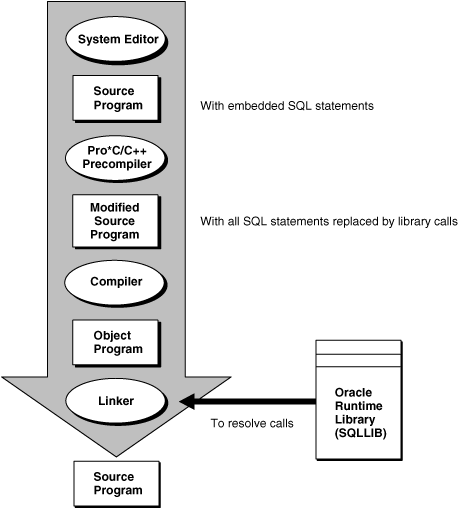 System Editor
Source
Program
With embedded SQL statements
Pro*C/C++
Precompiler
Modified
Source
Program
With all SQL statements replaced by library calls
Compiler
Object
Program
Linker
To resolve calls
Oracle
Runtime
Library
(SQLLIB)
Source
Program